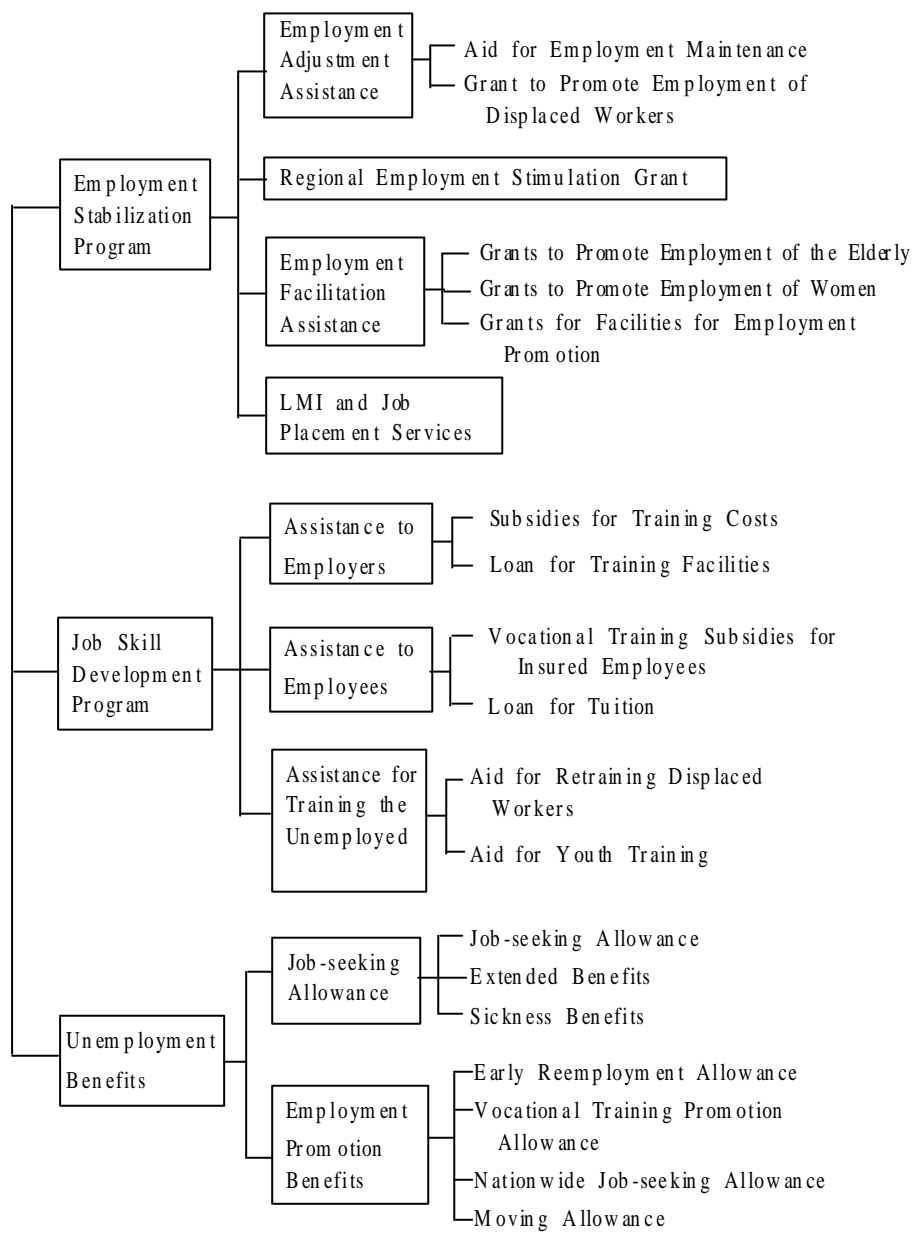 Employment
Adjustment
Assistance
Aid for Employment Maintenance
Grant to Promote Employment of
Displaced Workers
Employment
Stabilization
Program
Regional Employment Stimulation Grant
Employment
Facilitation
Assistance
Grants to Promote Employment of the Elderly
Grants to Promote Employment of Women
Grants for Facilities for Employment
Promotion
LMI and Job
Placement Services
Job Skill
Development
Program
Assistance to
Employers
Subsidies for Training Costs
Loan for Training Facilities
Assistance to
Employees
Vocational Training Subsidies for
Insured Employees
Loan for Tuition
Assistance for
Training the
Unemployed
Aid for Retraining Displaced
Workers
Aid for Youth Training
Unemployment
Benefits
Job-seeking
Allowance
Job-seeking Allowance
Extended Benefits
Sickness Benefits
Employment
Promotion
Benefits
Early Reemployment Allowance
Vocational Training Promotion
Allowance
Nationwide Job-seeking Allowance
Moving Allowance